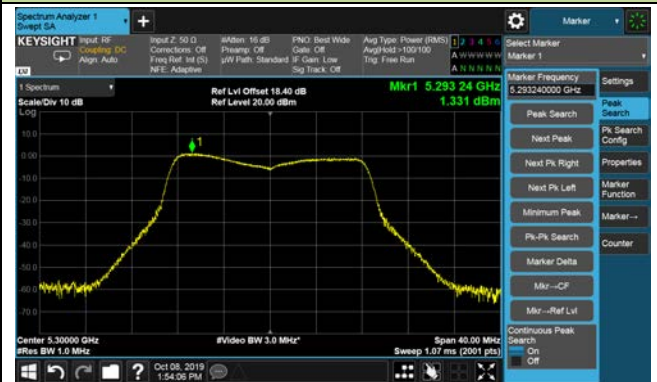 Spectrum Analyzer 1
Swept SA
Marker
KEYSIGHT
Input: RF
Coupling: DC
Align: Auto
Input Z: 50 Ω
Corrections: Off
Freq Ref: Int (S)
NFE: Adaptive
#Atten: 16 dB
Preamp: Off
µW Path: Standard
PNO: Best Wide
Gate: Off
IF Gain: Low
Sig Track: Off
Avg Type: Power (RMS)
Avg|Hold:>100/100
Trig: Free Run
1 2 3 4 5 6
A W W W W W
A N N N N N
Select Marker
Marker 1
LXI
1 Spectrum
Scale/Div 10 dB
Log
Ref Lvl Offset 18.40 dB
Ref Level 20.00 dBm
Mkr1 5.293 24 GHz
1.331 dBm
Marker Frequency
5.293240000 GHz
Settings
Peak Search
Peak
Search
Next Peak
Pk Search
Config
Next Pk Right
Properties
Next Pk Left
Marker
Function
Minimum Peak
Marker→
Pk-Pk Search
Counter
Marker Delta
Mkr→CF
Mkr→Ref Lvl
Continuous Peak
Search
On
Off
10.0
0.00
1
-10.0
-20.0
-30.0
-40.0
-50.0
-60.0
-70.0
Center 5.30000 GHz
#Res BW 1.0 MHz
#Video BW 3.0 MHz*
Span 40.00 MHz
Sweep 1.07 ms (2001 pts)
?
Oct 08, 2019
1:54:06 PM